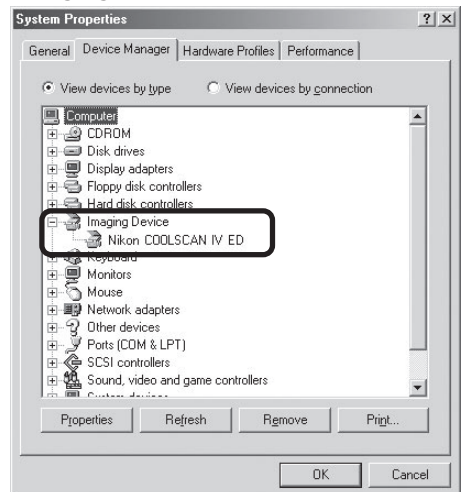 System Properties
General Device Manager Hardware Profiles Performance
View devices by type View devices by connection
Computer
CDROM
Disk drives
Display adapters
Floppy disk controllers
Hard disk controllers
Imaging Device
Nikon COOLSCAN IV ED
Keyboard
Monitors
Mouse
Network adapters
Other devices
Ports (COM & LPT)
SCSI controllers
Sound, video and game controllers
System devices
Properties Refresh Remove Print...
OK Cancel